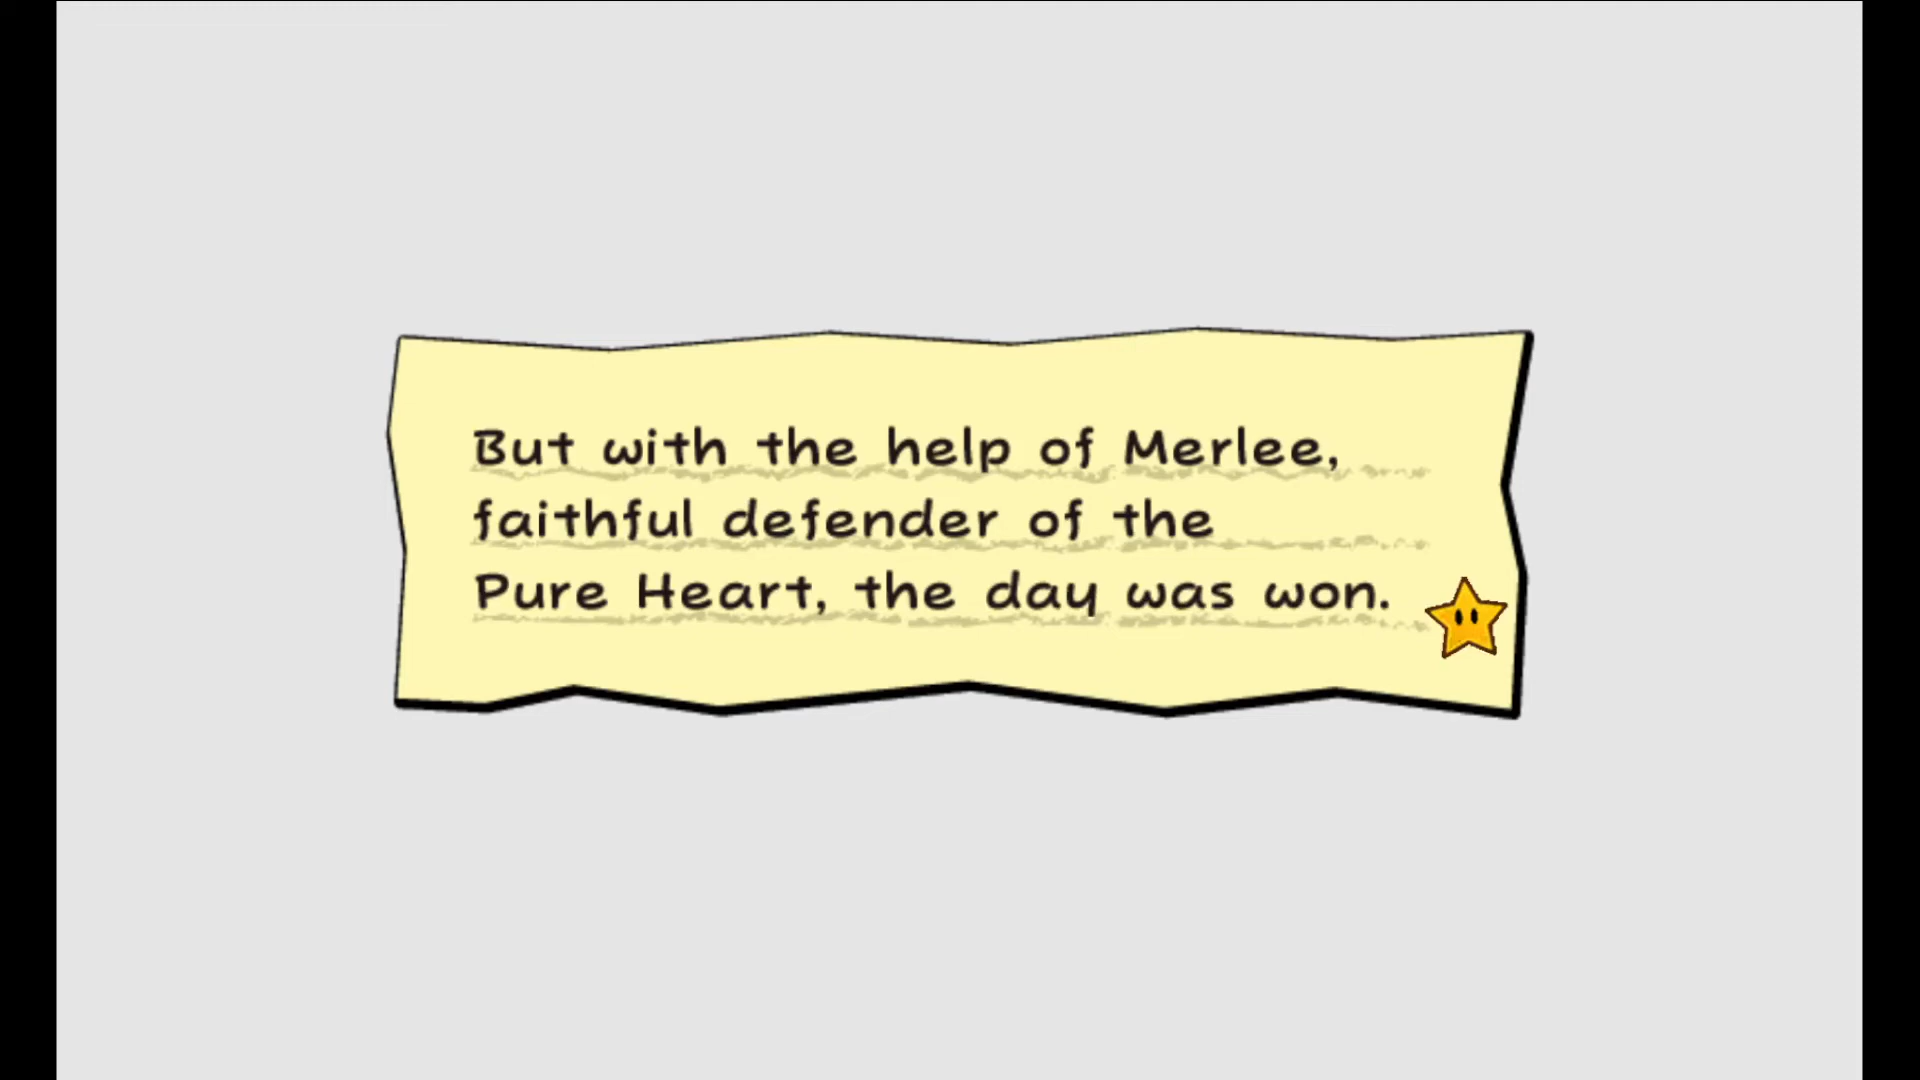 But with the help of Merlee,
faithful defender of the
Pure Heart, the day was won.